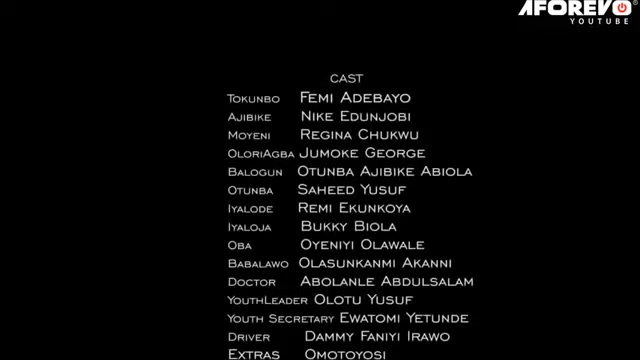 AFOREVO
YOUTUBE
CAST
TOKUNBO FEMI ADEBAYO
AJIBIKE NIKE EDUNJOBI
MOYENI REGINA CHUKWU
OLORIAGBA JUMOKE GEORGE
BALOGUN OTUNBA AJIBIKE ABIOLA
OTUNBA SAHEED YUSUF
IYALODE REMI EKUNKOYA
IYALOJA BUKKY BIOLA
OBA OYENIYI OLAWALE
BABALAWO OLASUNKANMI AKANNI
DOCTOR ABOLANLE ABDULSALAM
YOUTHLEADER OLOTU YUSUF
YOUTH SECRETARY EWATOMI YETUNDE
DRIVER DAMMY FANIYI IRAWO
EXTRAS OMOTOYOSI